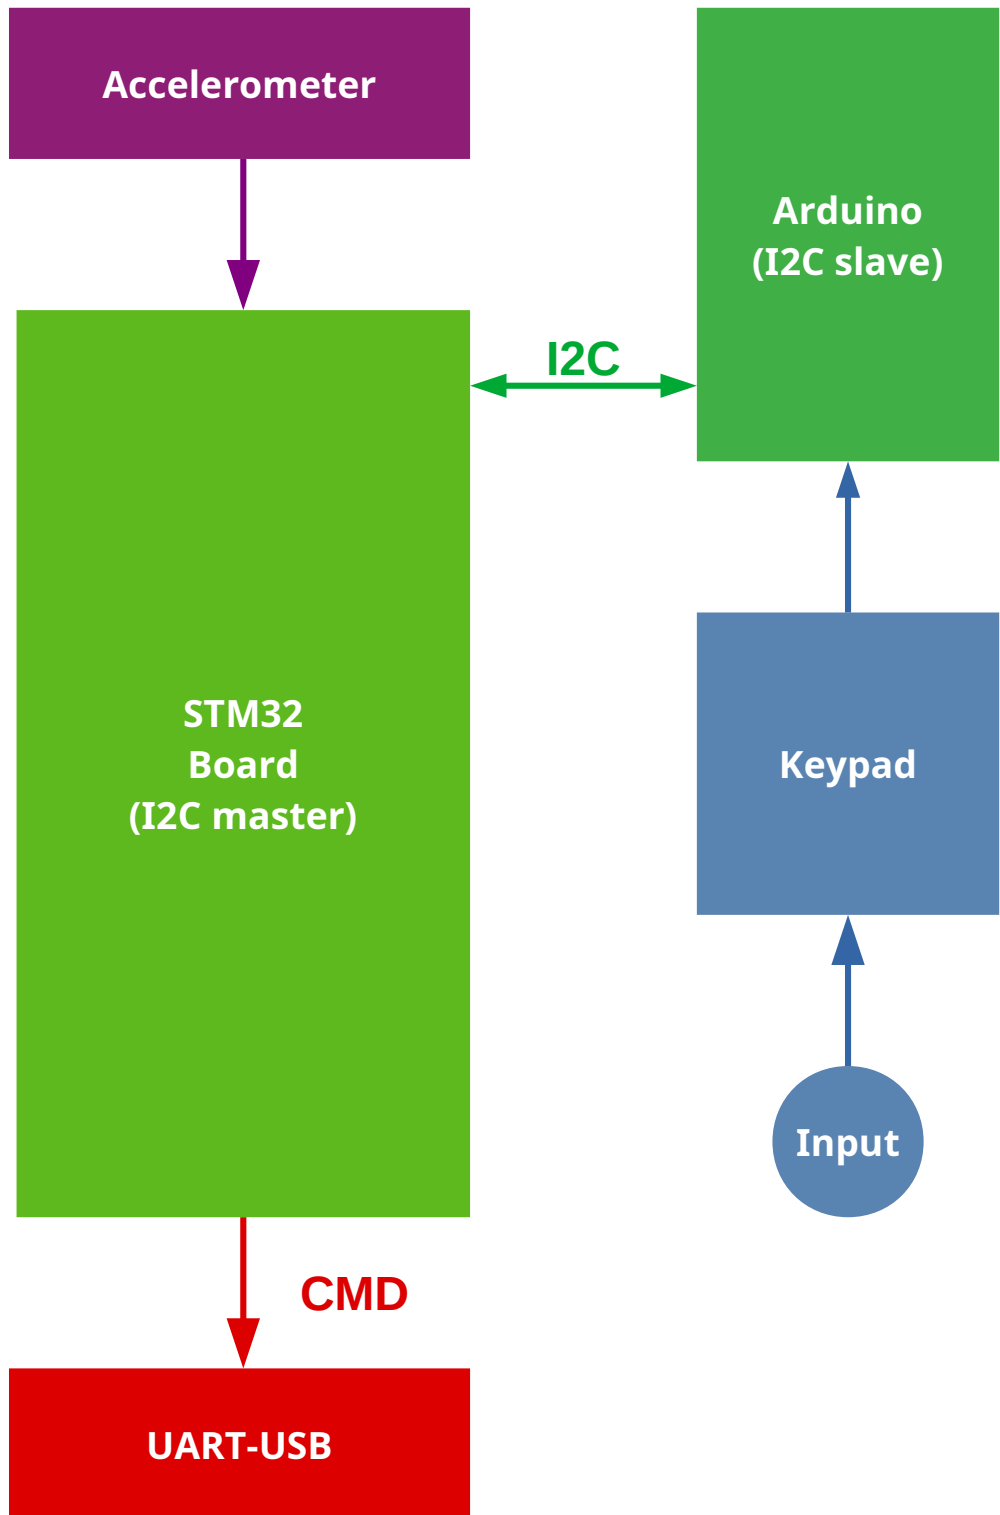 Accelerometer
Arduino
(I2C slave)
I2C
STM32
Board
(I2C master)
Keypad
Input
CMD
UART-USB